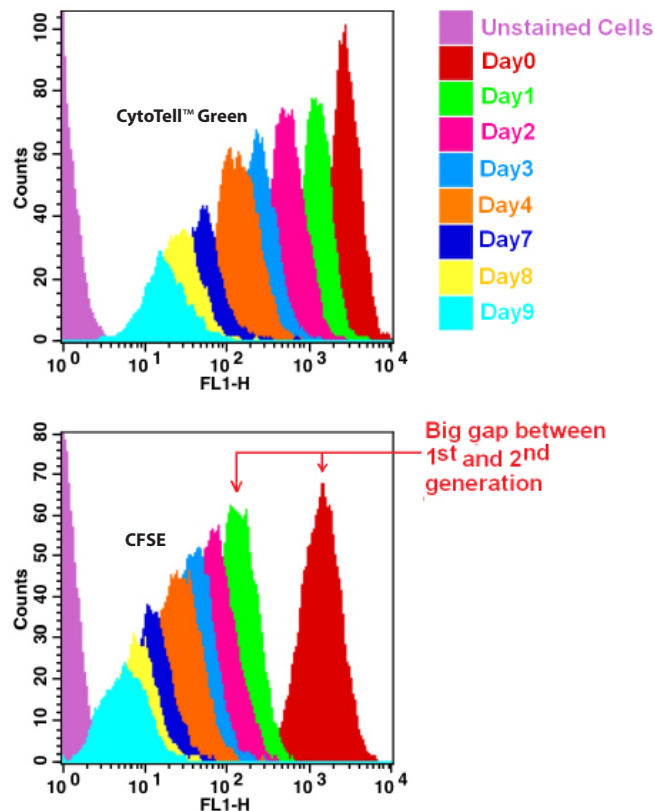 100
80
60
40
20
0
Counts
CytoTell™ Green
10^0 10^1 10^2 10^3 10^4
FL1-H
Unstained Cells
Day0
Day1
Day2
Day3
Day4
Day7
Day8
Day9
80
70
60
50
40
30
20
10
0
Counts
CFSE
10^0 10^1 10^2 10^3 10^4
FL1-H
Big gap between
1st and 2nd
generation